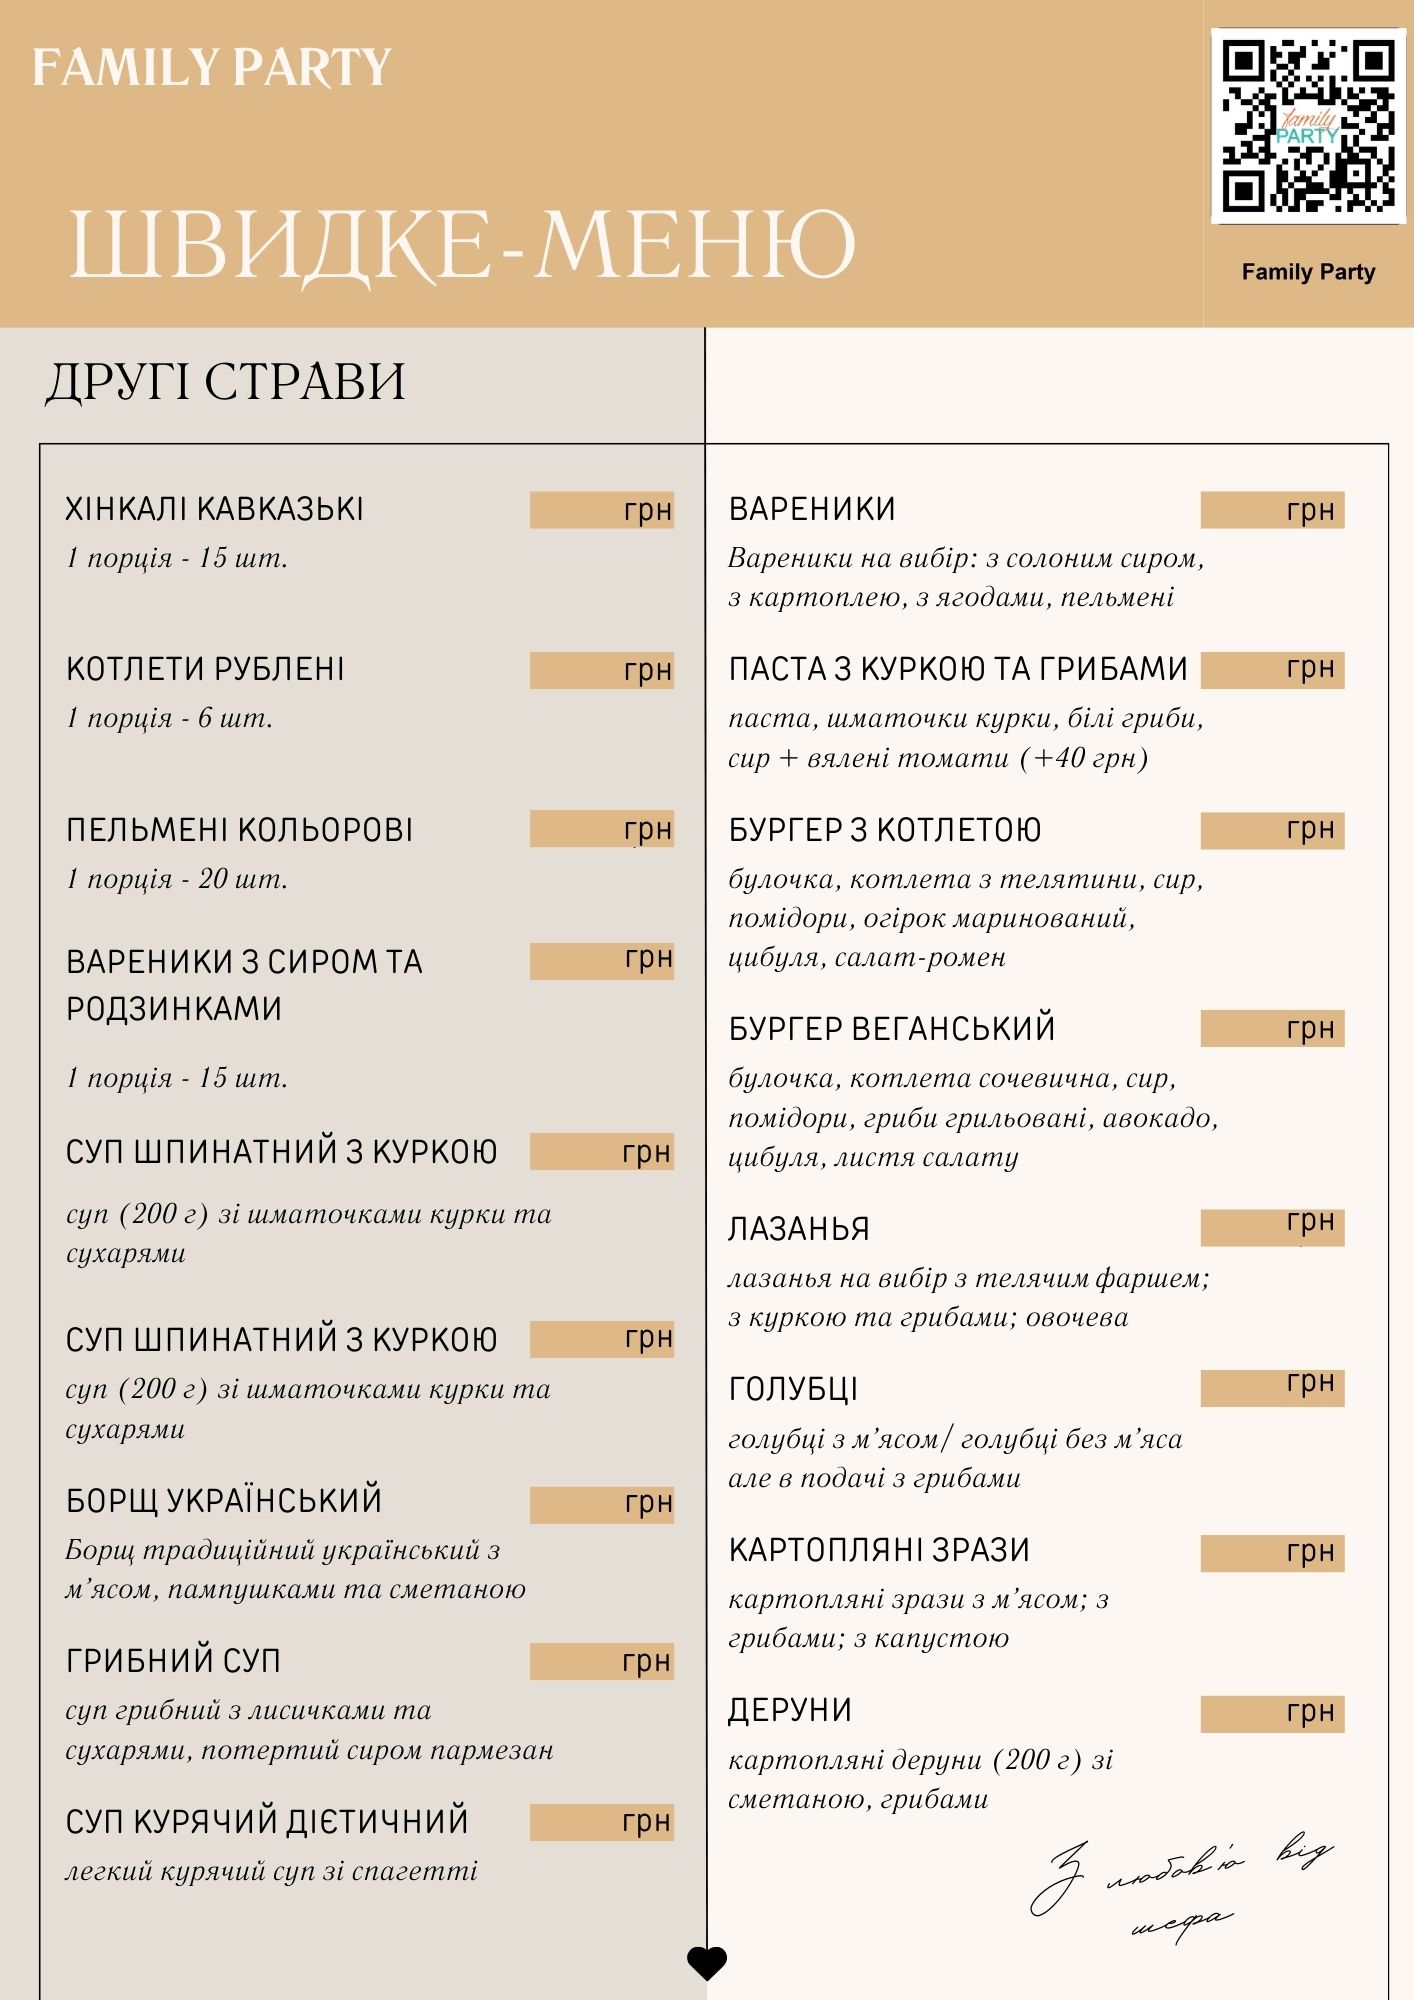 FAMILY PARTY
family
PARTY
ШВИДКЕ-МЕНЮ
Family Party
ДРУГІ СТРАВИ
ХІНКАЛІ КАВКАЗЬКІ грн
1 порція - 15 шт.
КОТЛЕТИ РУБЛЕНІ грн
1 порція - 6 шт.
ПЕЛЬМЕНІ КОЛЬОРОВІ грн
1 порція - 20 шт.
ВАРЕНИКИ З СИРОМ ТА грн
РОДЗИНКАМИ
1 порція - 15 шт.
СУП ШПИНАТНИЙ З КУРКОЮ грн
суп (200 г) зі шматочками курки та
сухарями
СУП ШПИНАТНИЙ З КУРКОЮ грн
суп (200 г) зі шматочками курки та
сухарями
БОРЩ УКРАЇНСЬКИЙ грн
Борщ традиційний український з
м’ясом, пампушками та сметаною
ГРИБНИЙ СУП грн
суп грибний з лисичками та
сухарями, потертий сиром пармезан
СУП КУРЯЧИЙ ДІЄТИЧНИЙ грн
легкий курячий суп зі спагетті
ВАРЕНИКИ грн
Вареники на вибір: з солоним сиром,
з картоплею, з ягодами, пельмені
ПАСТА З КУРКОЮ ТА ГРИБАМИ грн
паста, шматочки курки, білі гриби,
сир + вялені томати (+40 грн)
БУРГЕР З КОТЛЕТОЮ грн
булочка, котлета з телятини, сир,
помідори, огірок маринований,
цибуля, салат-ромен
БУРГЕР ВЕГАНСЬКИЙ грн
булочка, котлета сочевична, сир,
помідори, гриби грильовані, авокадо,
цибуля, листя салату
ЛАЗАНЬЯ грн
лазанья на вибір з телячим фаршем;
з куркою та грибами; овочева
ГОЛУБЦІ грн
голубці з м’ясом/ голубці без м’яса
але в подачі з грибами
КАРТОПЛЯНІ ЗРАЗИ грн
картопляні зрази з м’ясом; з
грибами; з капустою
ДЕРУНИ грн
картопляні деруни (200 г) зі
сметаною, грибами
З любов'ю від
шефа